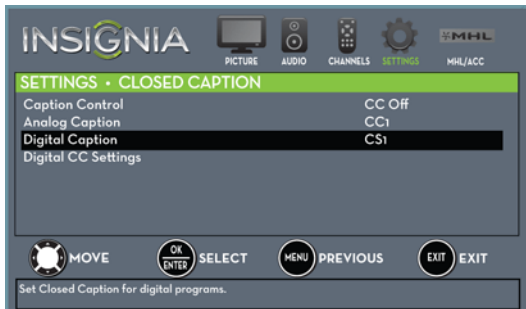 INSIGNIA
PICTURE AUDIO CHANNELS SETTINGS MHL MHL/ACC
SETTINGS • CLOSED CAPTION
Caption Control CC Off
Analog Caption CC1
Digital Caption CS1
Digital CC Settings
MOVE OK ENTER SELECT MENU PREVIOUS EXIT EXIT
Set Closed Caption for digital programs.